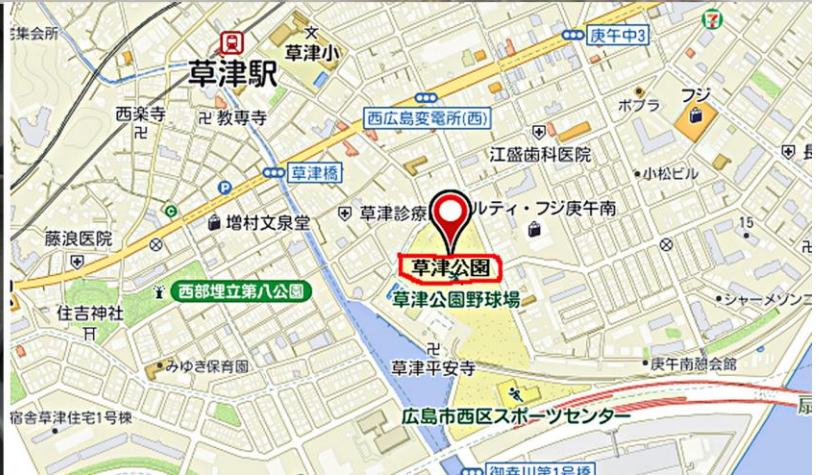 集会所
文
草津小
庚午中3
7
草津駅
ポプラ
フジ
西楽寺
卍教専寺
卍
西広島変電所(西)
江盛歯科医院
小松ビル
草津橋
P
C
増村文泉堂
草津診療
ルティ・フジ庚午南
15
藤浪医院
草津公園
西部埋立第八公園
草津公園野球場
シャーメゾンコ
住吉神社
卍
草津平安寺
みゆき保育園
庚午南憩会館
宿舎草津住宅1号棟
広島市西区スポーツセンター
御幸川第1号橋